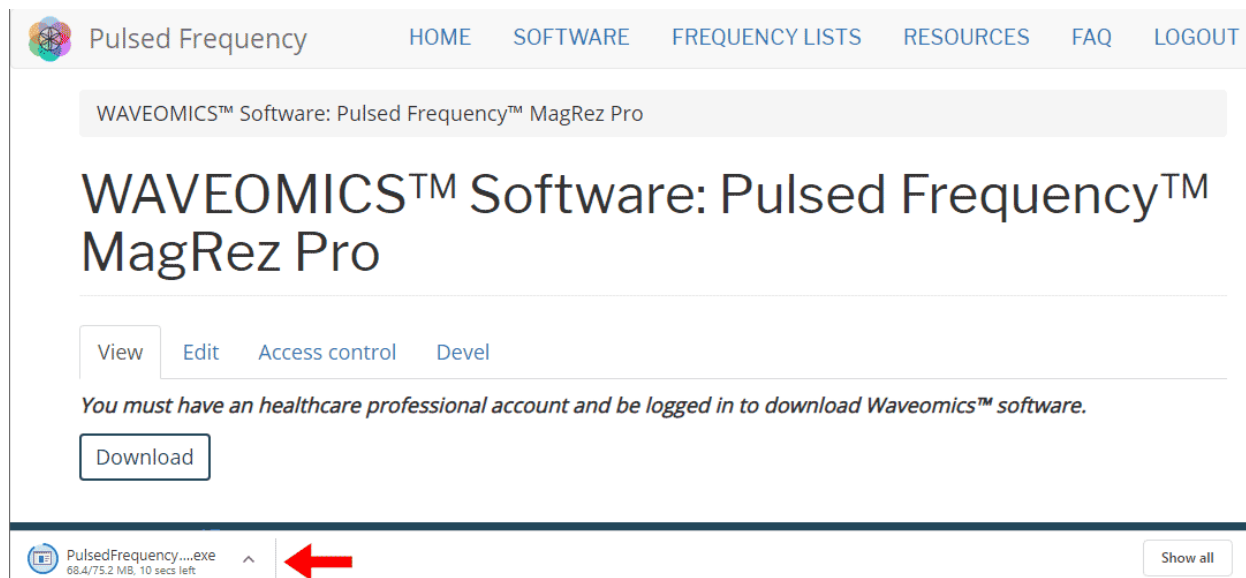 Pulsed Frequency HOME SOFTWARE FREQUENCY LISTS RESOURCES FAQ LOGOUT
WAVEOMICS™ Software: Pulsed Frequency™ MagRez Pro
WAVEOMICS™ Software: Pulsed Frequency™
MagRez Pro
View Edit Access control Devel
You must have an healthcare professional account and be logged in to download Waveomics™ software.
Download
PulsedFrequency....exe
68.4/75.2 MB, 10 secs left
Show all